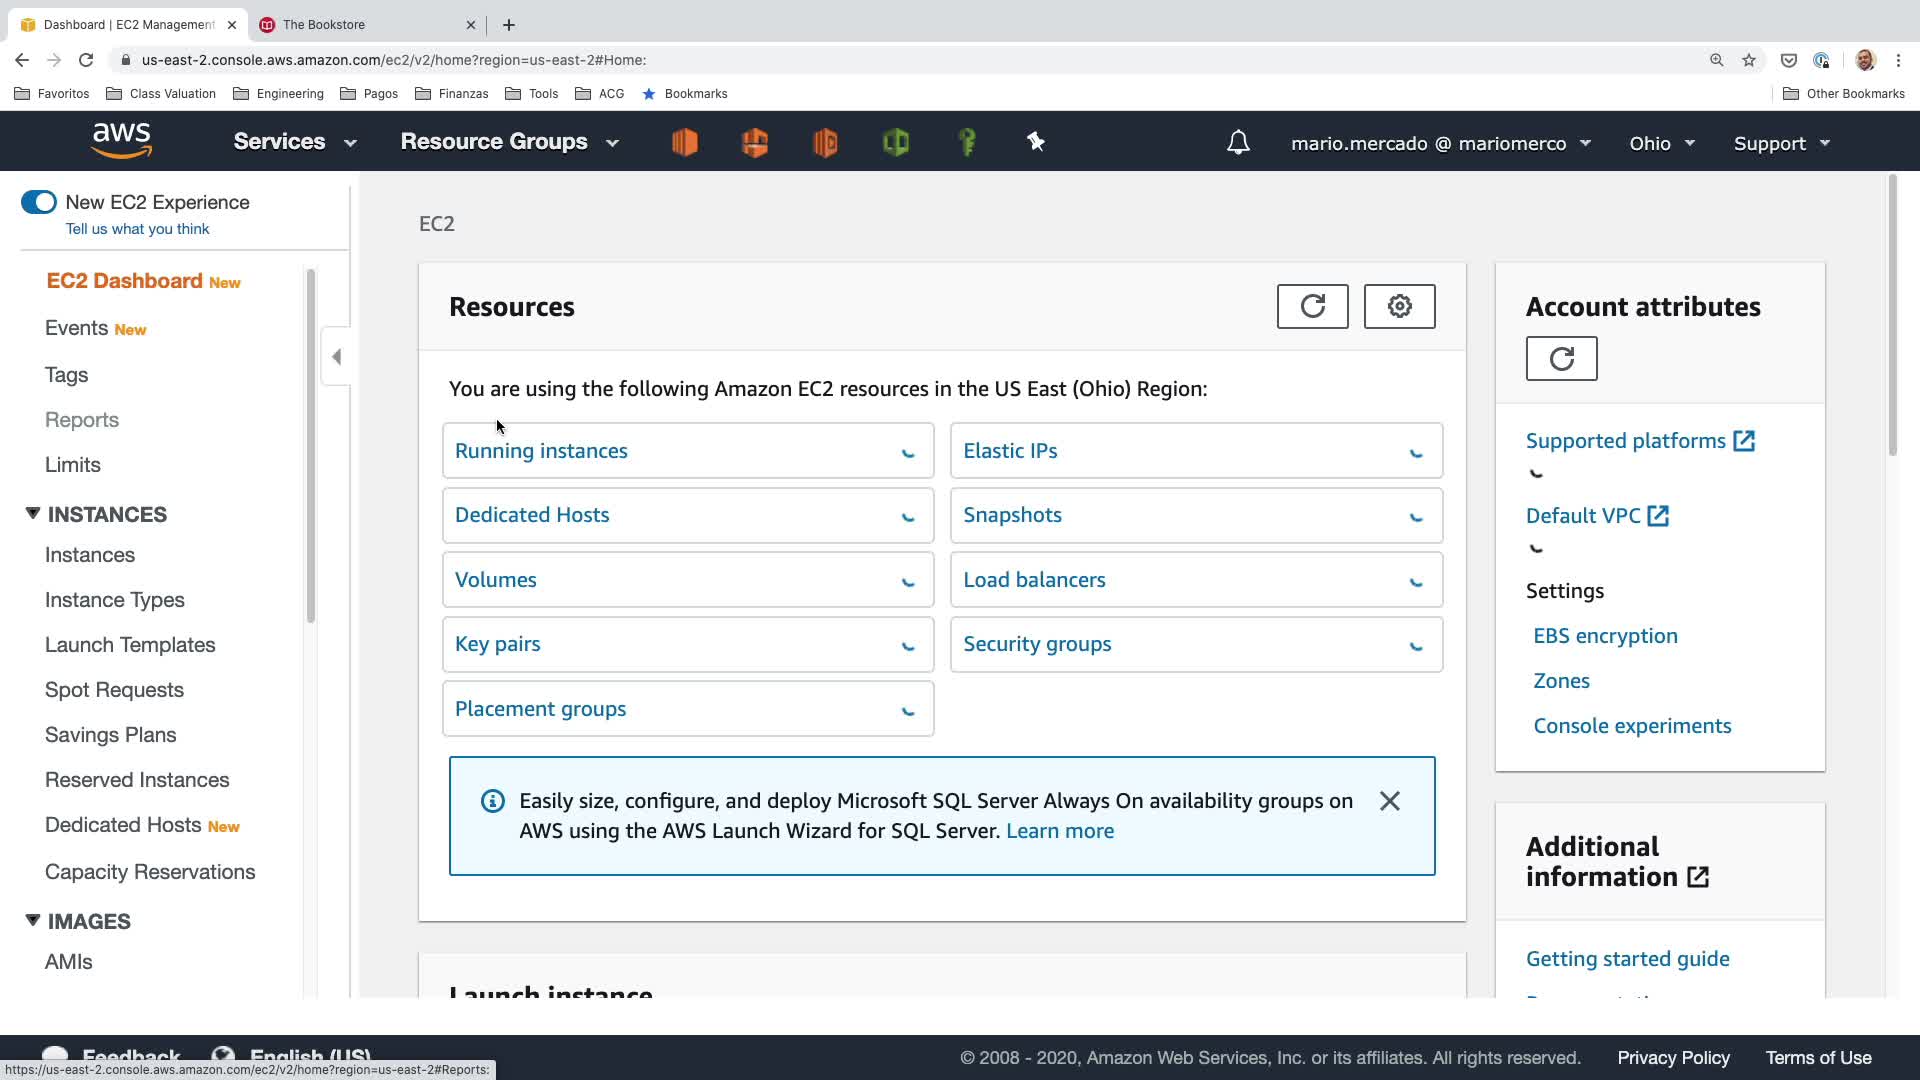 Dashboard | EC2 Management
The Bookstore
us-east-2.console.aws.amazon.com/ec2/v2/home?region=us-east-2#Home:
Favoritos
Class Valuation
Engineering
Pagos
Finanzas
Tools
ACG
Bookmarks
Other Bookmarks
aws
Services
Resource Groups
mario.mercado @ mariomerco
Ohio
Support
New EC2 Experience
Tell us what you think
EC2 Dashboard New
Events New
Tags
Reports
Limits
INSTANCES
Instances
Instance Types
Launch Templates
Spot Requests
Savings Plans
Reserved Instances
Dedicated Hosts New
Capacity Reservations
IMAGES
AMIs
EC2
Resources
You are using the following Amazon EC2 resources in the US East (Ohio) Region:
Running instances
Elastic IPs
Dedicated Hosts
Snapshots
Volumes
Load balancers
Key pairs
Security groups
Placement groups
Easily size, configure, and deploy Microsoft SQL Server Always On availability groups on
AWS using the AWS Launch Wizard for SQL Server. Learn more
Launch instance
Account attributes
Supported platforms
Default VPC
Settings
EBS encryption
Zones
Console experiments
Additional
information
Getting started guide
Feedback
English (US)
© 2008 - 2020, Amazon Web Services, Inc. or its affiliates. All rights reserved.
Privacy Policy
Terms of Use
https://us-east-2.console.aws.amazon.com/ec2/v2/home?region=us-east-2#Reports: